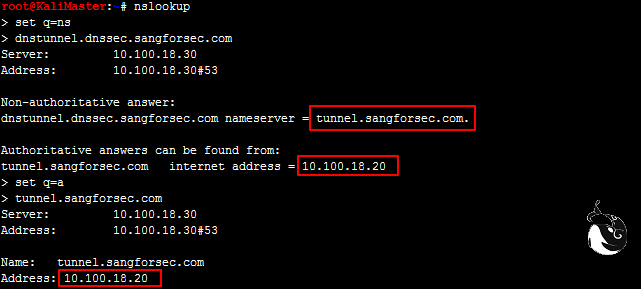 root@KaliMaster:~# nslookup
> set q=ns
> dnstunnel.dnssec.sangforsec.com
Server:         10.100.18.30
Address:        10.100.18.30#53

Non-authoritative answer:
dnstunnel.dnssec.sangforsec.com nameserver = tunnel.sangforsec.com.

Authoritative answers can be found from:
tunnel.sangforsec.com   internet address = 10.100.18.20
> set q=a
> tunnel.sangforsec.com
Server:         10.100.18.30
Address:        10.100.18.30#53

Name:   tunnel.sangforsec.com
Address: 10.100.18.20